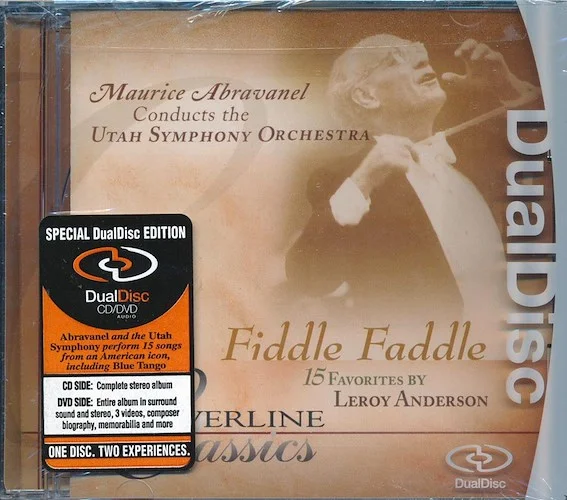 Maurice Abravanel
Conducts the
Utah Symphony Orchestra
DualDisc
SPECIAL DualDisc EDITION
DualDisc
CD/DVD
AUDIO
Abravanel and the Utah
Symphony perform 15 songs
from an American icon,
including Blue Tango
CD SIDE: Complete stereo album
DVD SIDE: Entire album in surround
sound and stereo, 3 videos, composer
biography, memorabilia and more
ONE DISC. TWO EXPERIENCES.
Fiddle Faddle
15 Favorites by
Leroy Anderson
VERLINE
assics
DualDisc